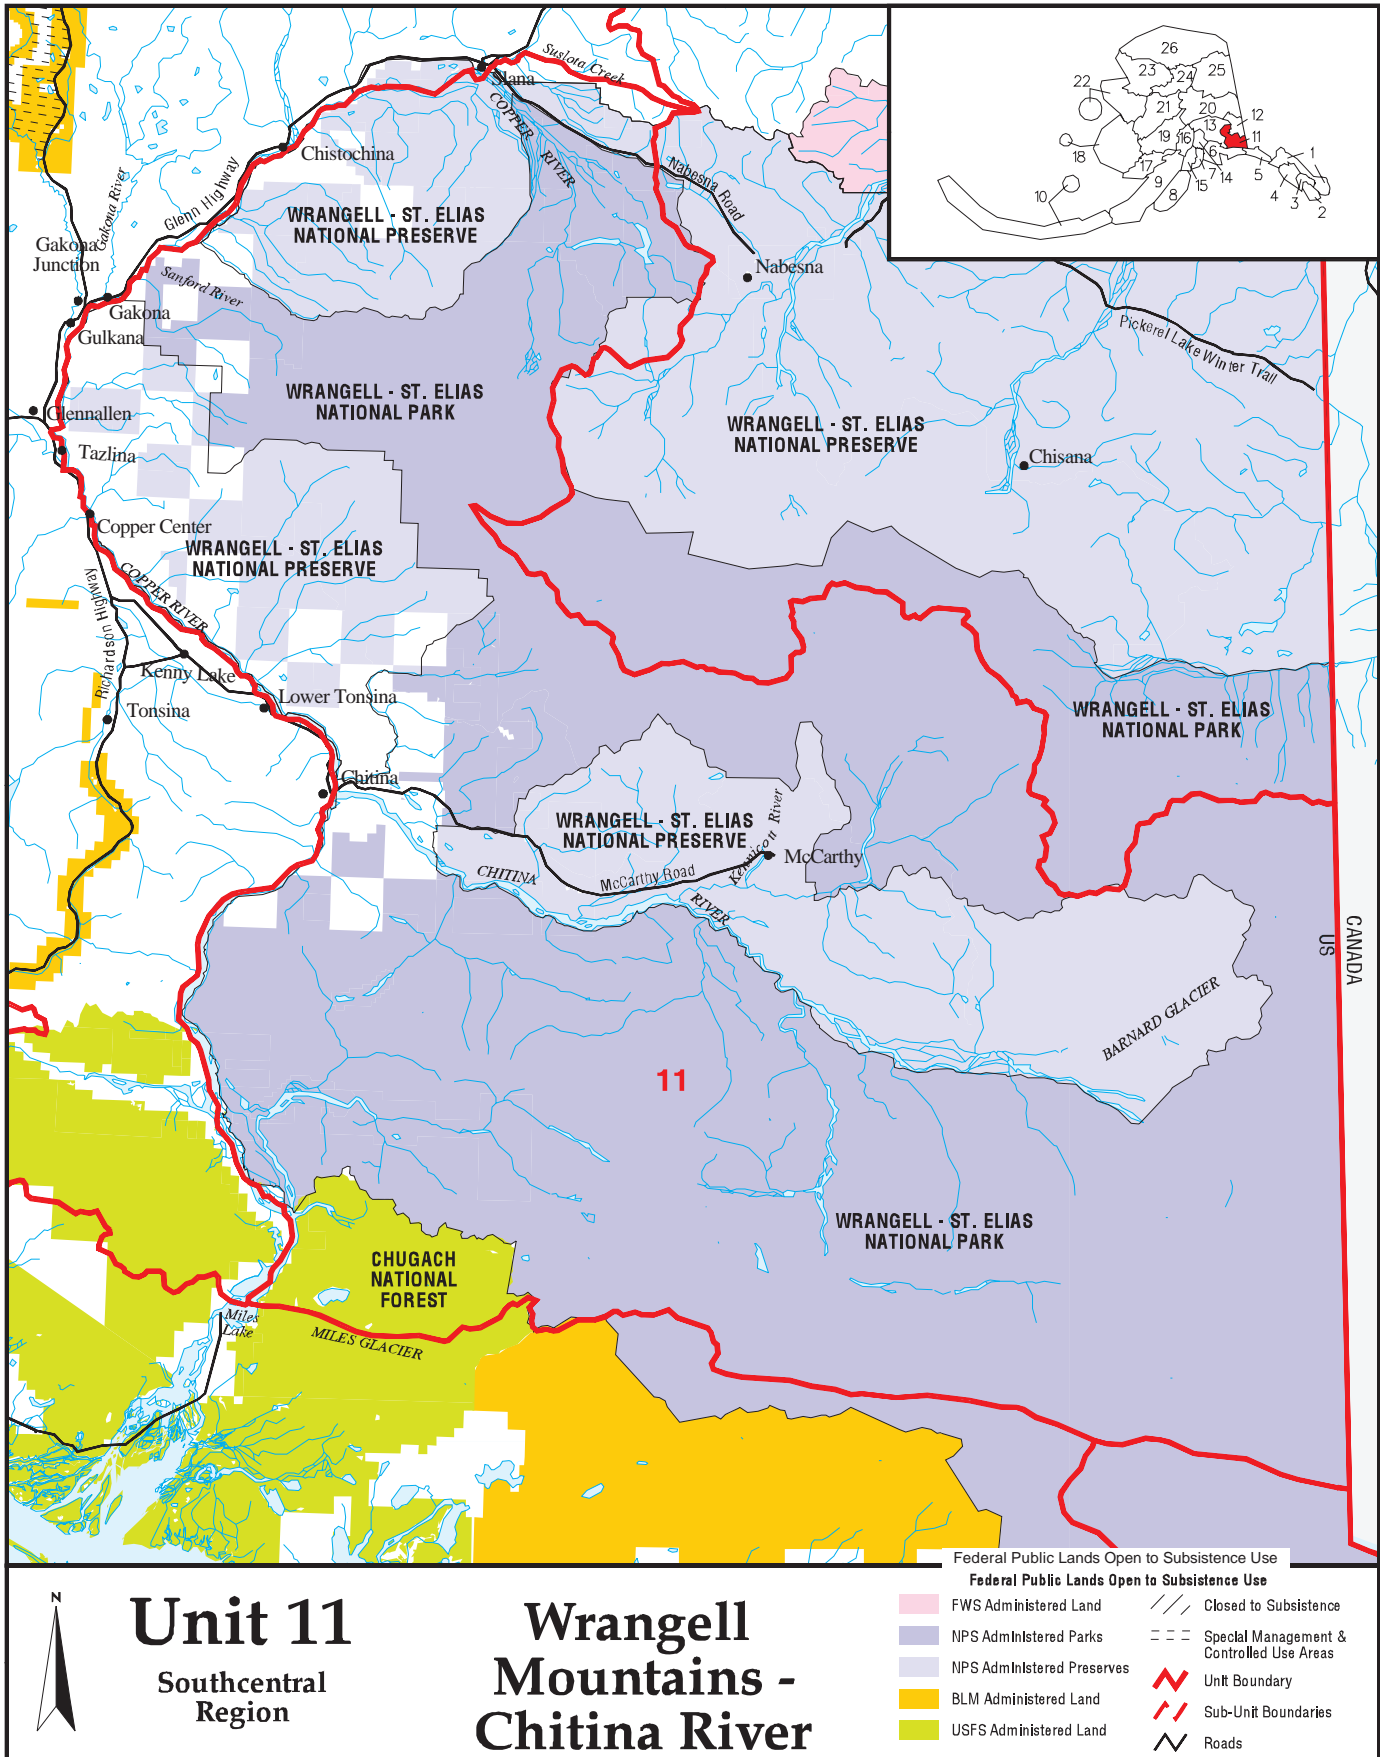 26
23
24
25
22
21
20
12
13
11
19
16
18
6
1
17
7
14
5
9
15
4
10
8
3
2
Suslota Creek
Slana
COPPER
RIVER
Chistochina
Nabesna Road
Gakona River
Glenn Highway
WRANGELL - ST. ELIAS
NATIONAL PRESERVE
Gakona
Junction
Sanford River
Nabesna
Gakona
Gulkana
Pickerel Lake Winter Trail
WRANGELL - ST. ELIAS
NATIONAL PARK
Glennallen
WRANGELL - ST. ELIAS
NATIONAL PRESERVE
Tazlina
Chisana
Copper Center
WRANGELL - ST. ELIAS
NATIONAL PRESERVE
COPPER RIVER
Richardson Highway
Kenny Lake
Lower Tonsina
Tonsina
WRANGELL - ST. ELIAS
NATIONAL PARK
Chitina
WRANGELL - ST. ELIAS
NATIONAL PRESERVE
Kennicott River
McCarthy
McCarthy Road
CHITINA
RIVER
CANADA
US
BARNARD GLACIER
11
WRANGELL - ST. ELIAS
NATIONAL PARK
CHUGACH
NATIONAL
FOREST
Miles
Lake
MILES GLACIER
N
Unit 11
Southcentral
Region
Wrangell
Mountains -
Chitina River
Federal Public Lands Open to Subsistence Use
Federal Public Lands Open to Subsistence Use
FWS Administered Land
NPS Administered Parks
NPS Administered Preserves
BLM Administered Land
USFS Administered Land
Closed to Subsistence
Special Management &
Controlled Use Areas
Unit Boundary
Sub-Unit Boundaries
Roads